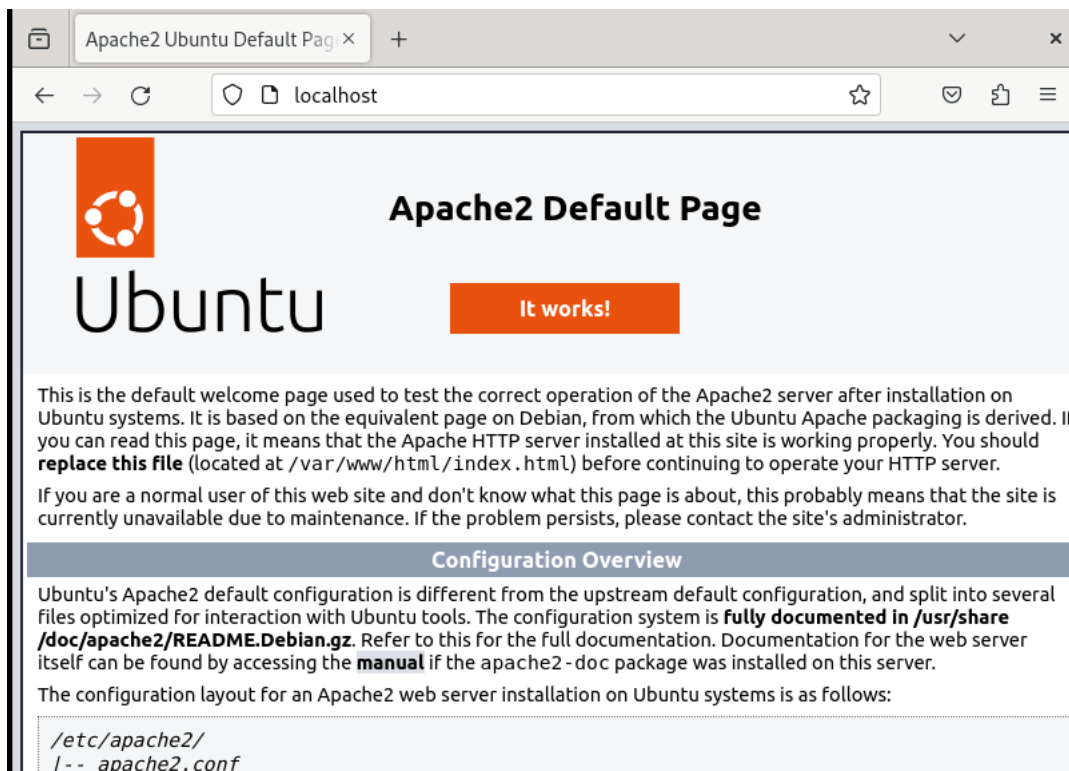 Apache2 Ubuntu Default Pag
localhost
Apache2 Default Page
Ubuntu
It works!
This is the default welcome page used to test the correct operation of the Apache2 server after installation on
Ubuntu systems. It is based on the equivalent page on Debian, from which the Ubuntu Apache packaging is derived. If
you can read this page, it means that the Apache HTTP server installed at this site is working properly. You should
replace this file (located at /var/www/html/index.html) before continuing to operate your HTTP server.
If you are a normal user of this web site and don't know what this page is about, this probably means that the site is
currently unavailable due to maintenance. If the problem persists, please contact the site's administrator.
Configuration Overview
Ubuntu's Apache2 default configuration is different from the upstream default configuration, and split into several
files optimized for interaction with Ubuntu tools. The configuration system is fully documented in /usr/share
/doc/apache2/README.Debian.gz. Refer to this for the full documentation. Documentation for the web server
itself can be found by accessing the manual if the apache2-doc package was installed on this server.
The configuration layout for an Apache2 web server installation on Ubuntu systems is as follows:
/etc/apache2/
|-- apache2.conf